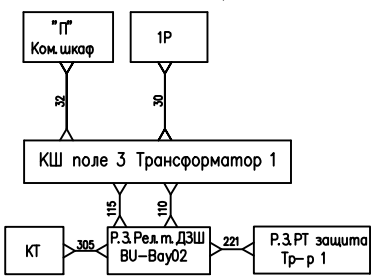 "П"
Ком. шкаф
1Р
32
30
КШ поле 3 Трансформатор 1
115
110
КТ
305
Р.З.Рел.т. ДЗШ
BU-Bay02
221
Р.З.РТ защита
Тр-р 1